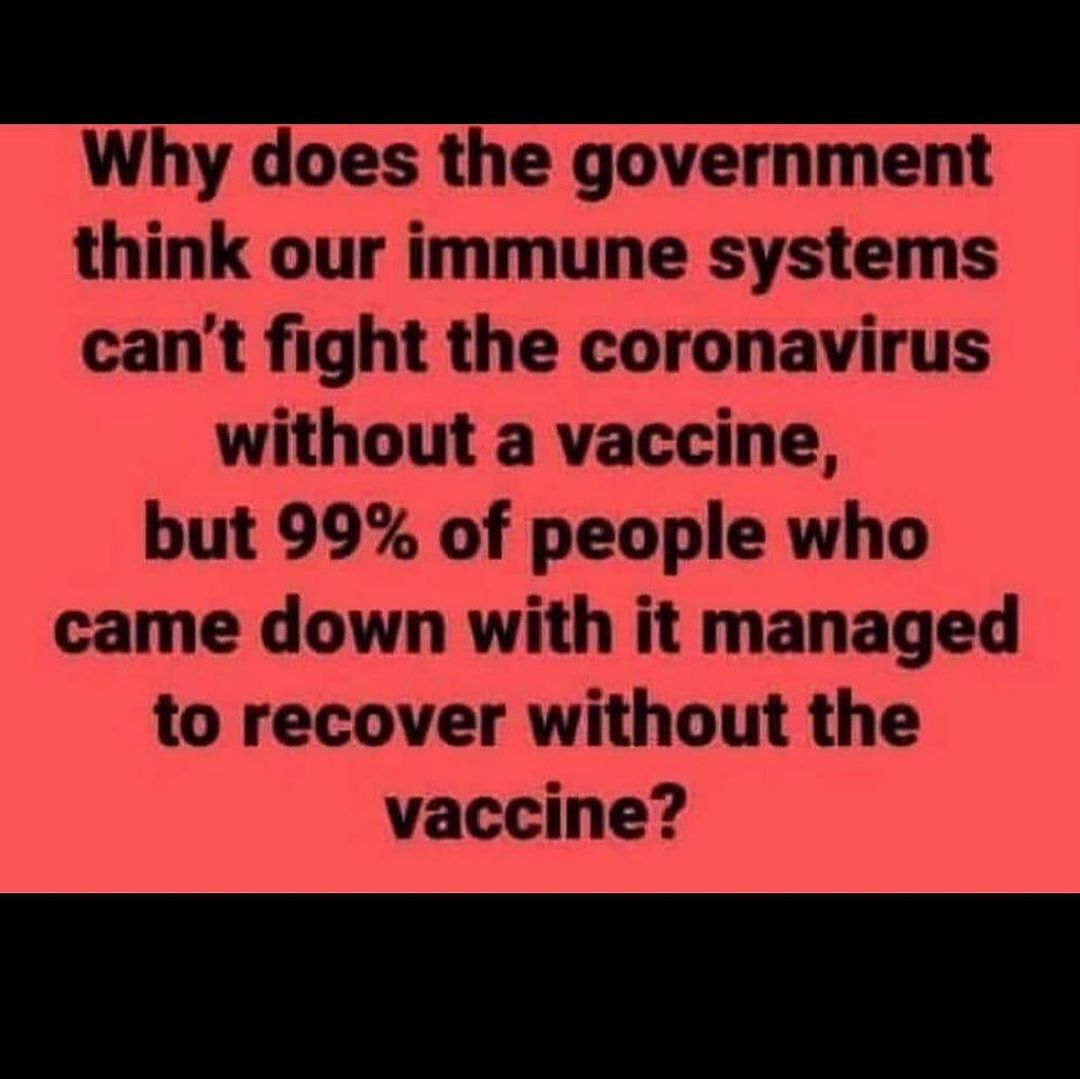 Why does the government
think our immune systems
can't fight the coronavirus
without a vaccine,
but 99% of people who
came down with it managed
to recover without the
vaccine?